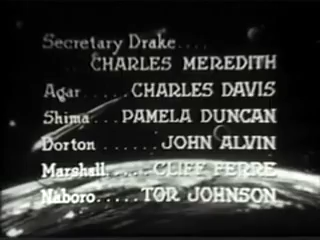 Secretary Drake....
CHARLES MEREDITH
Agar.....CHARLES DAVIS
Shima...PAMELA DUNCAN
Dorton......JOHN ALVIN
Marshall.....CLIFF FERRE
Naboro.....TOR JOHNSON